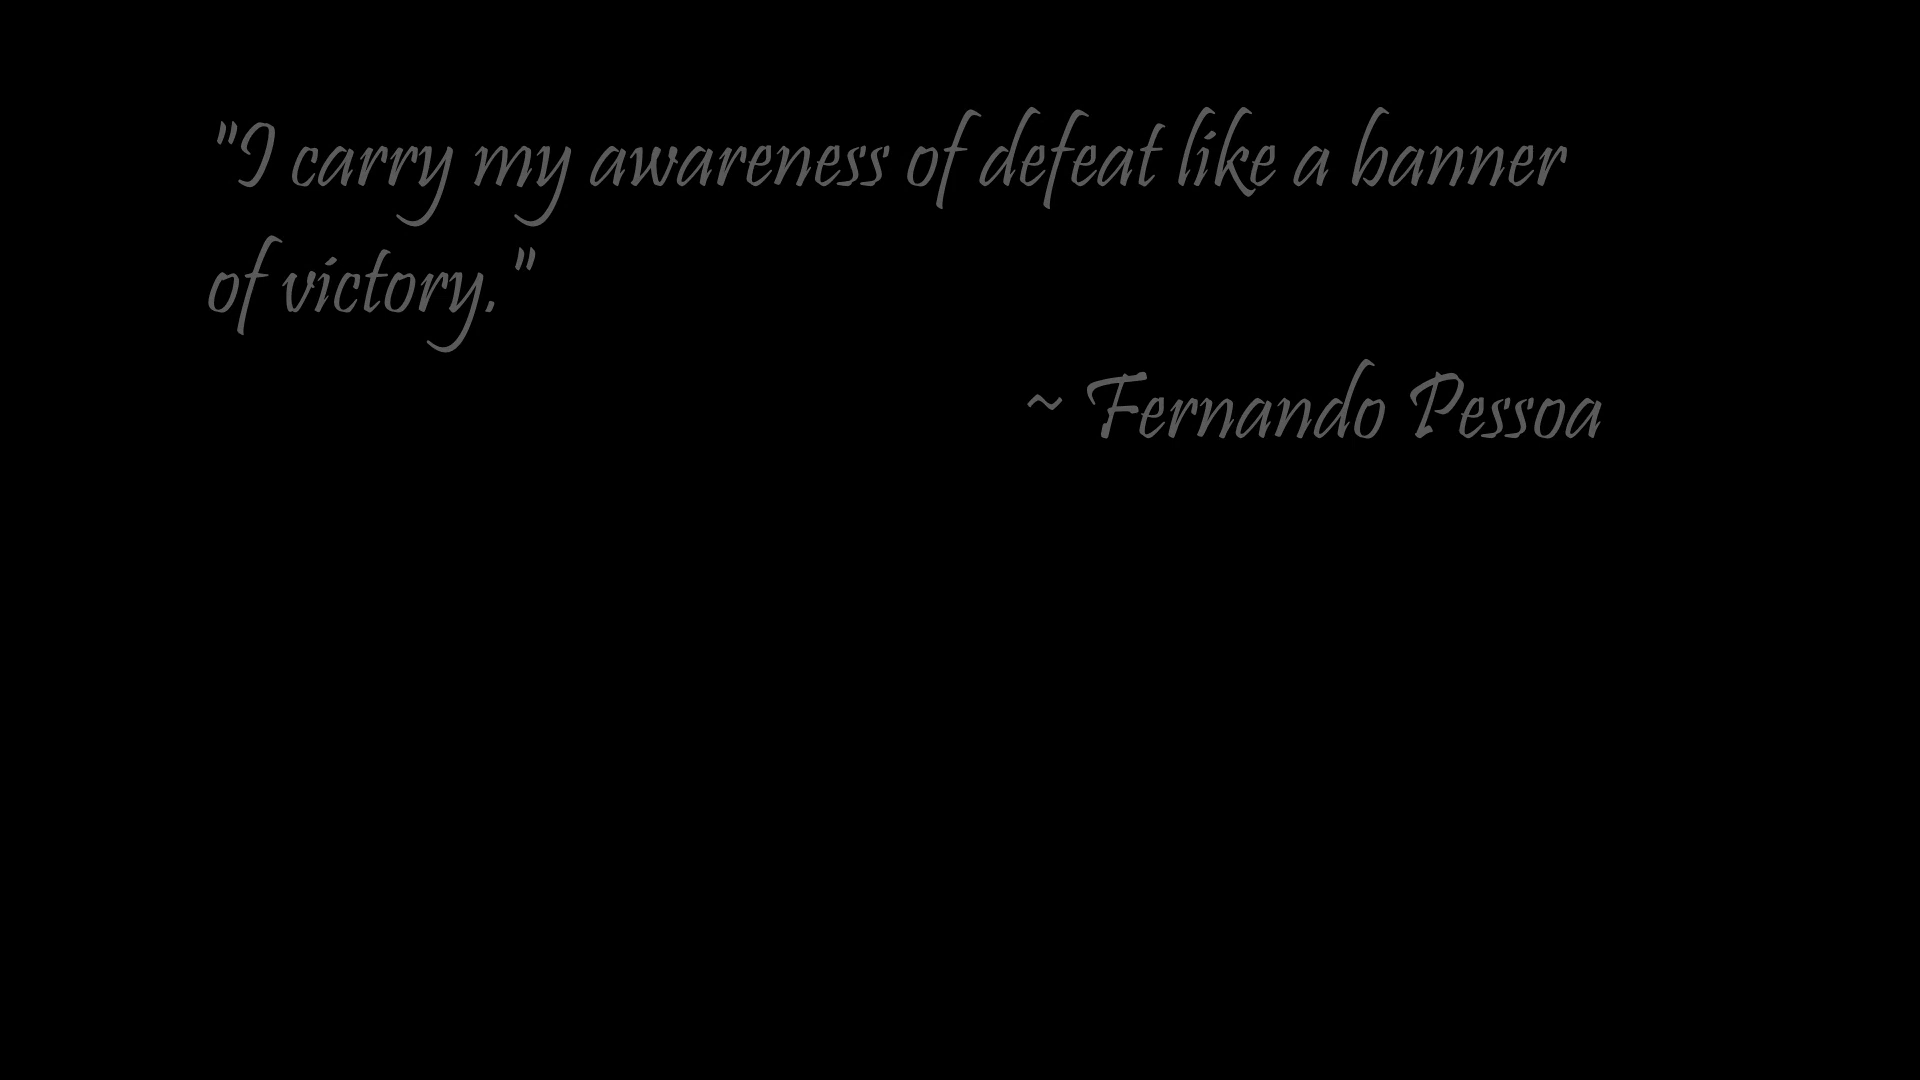 "I carry my awareness of defeat like a banner
of victory."
~ Fernando Pessoa